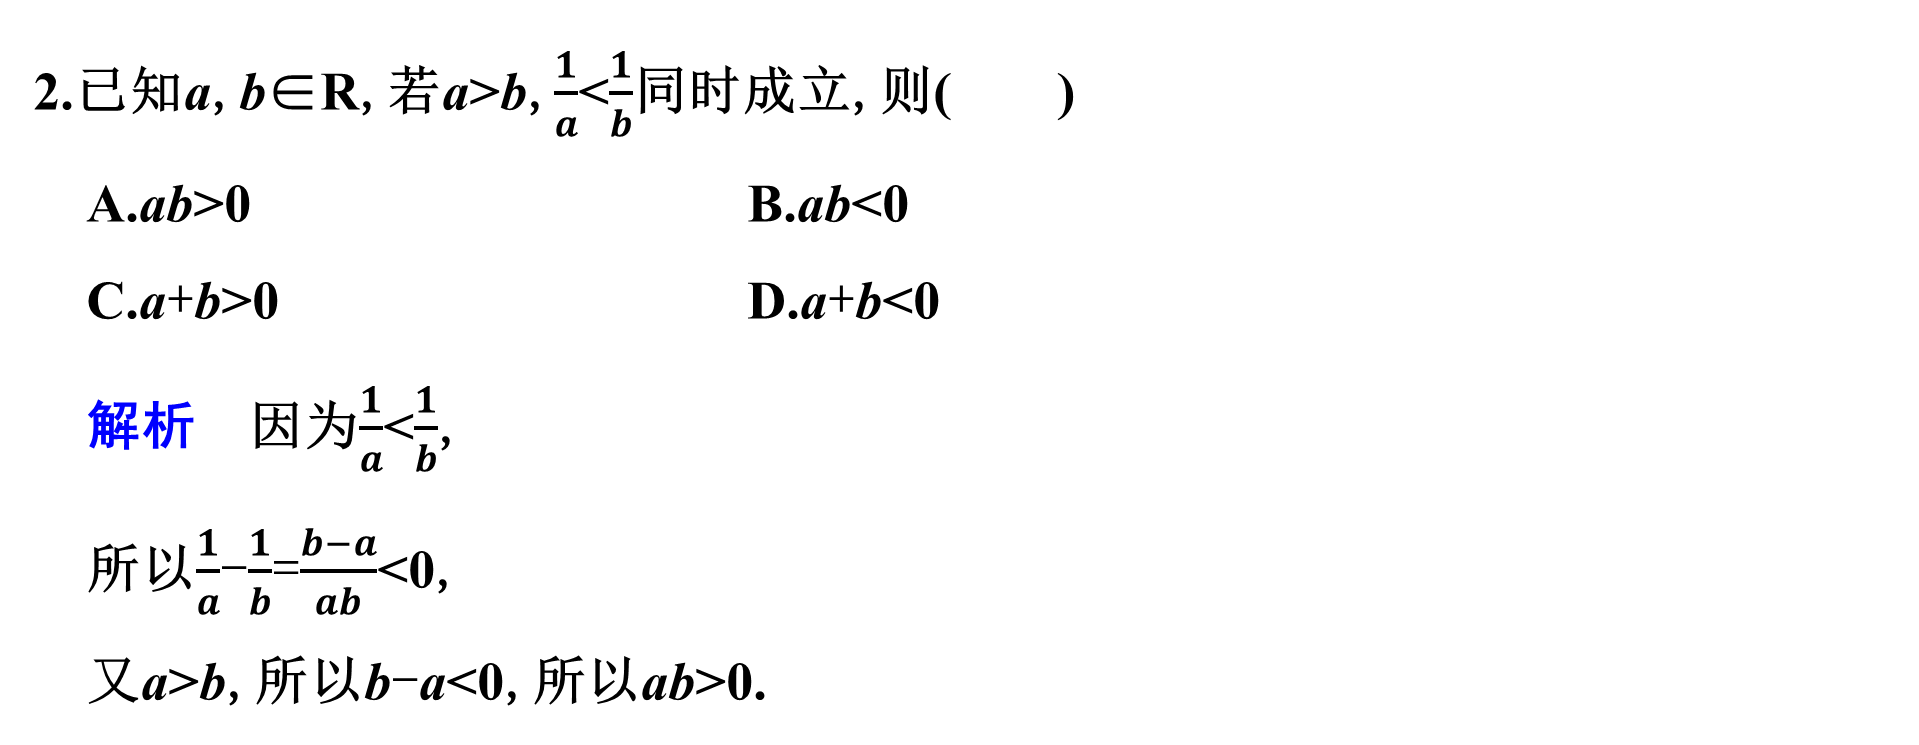 2.已知a, b∈R, 若a>b, 1/a<1/b同时成立, 则(　　)
A.ab>0　　B.ab<0
C.a+b>0　　D.a+b<0
解析　因为1/a<1/b,
所以1/a−1/b=(b−a)/(ab)<0,
又a>b, 所以b−a<0, 所以ab>0.